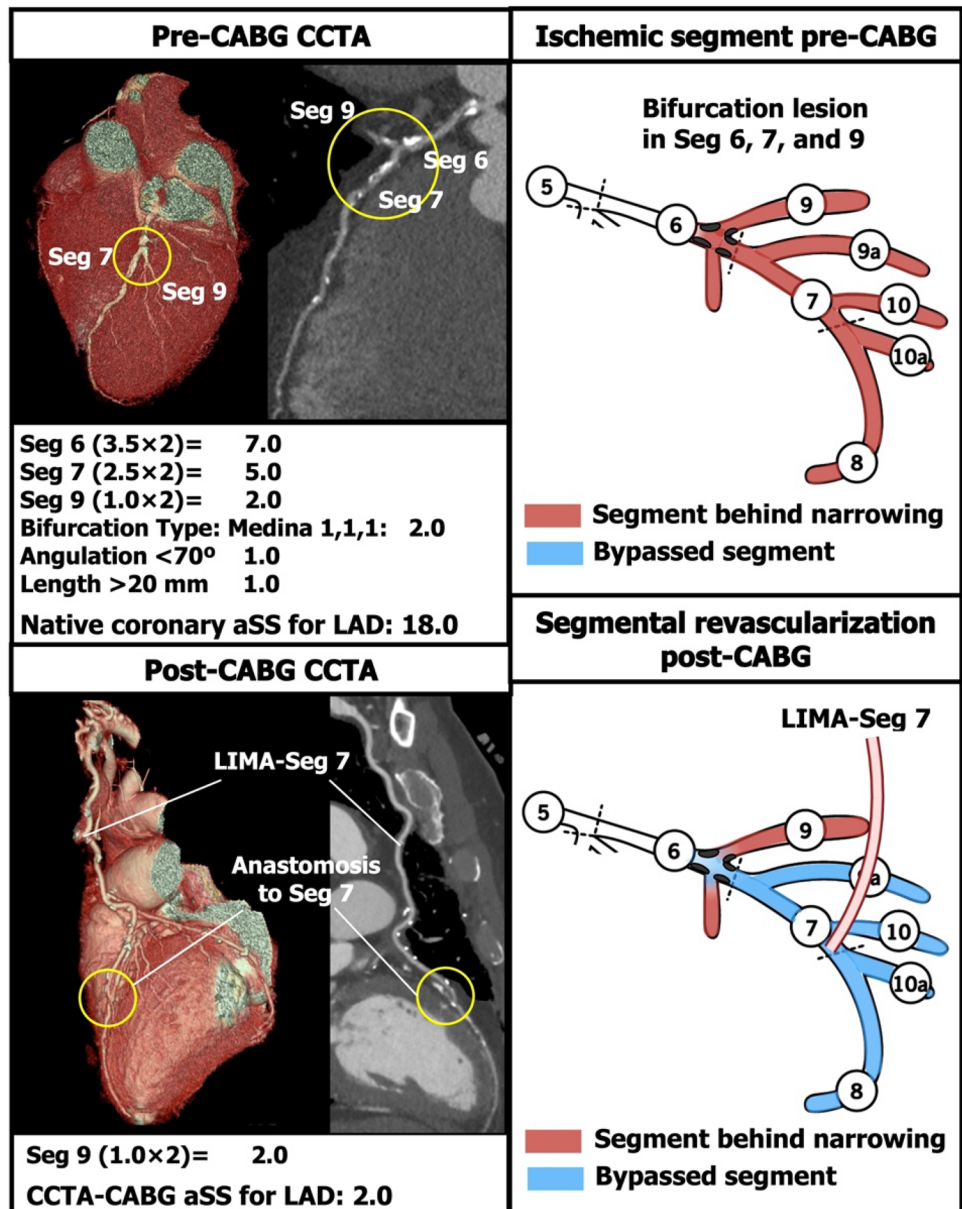 Pre-CABG CCTA
Seg 9
Seg 6
Seg 7
Seg 7
Seg 9
Seg 6 (3.5×2)= 7.0
Seg 7 (2.5×2)= 5.0
Seg 9 (1.0×2)= 2.0
Bifurcation Type: Medina 1,1,1: 2.0
Angulation <70º 1.0
Length >20 mm 1.0
Native coronary aSS for LAD: 18.0
Ischemic segment pre-CABG
Bifurcation lesion
in Seg 6, 7, and 9
5
6
9
9a
7
10
10a
8
Segment behind narrowing
Bypassed segment
Post-CABG CCTA
LIMA-Seg 7
Anastomosis
to Seg 7
Seg 9 (1.0×2)= 2.0
CCTA-CABG aSS for LAD: 2.0
Segmental revascularization
post-CABG
LIMA-Seg 7
5
6
9
7
10
10a
8
Segment behind narrowing
Bypassed segment